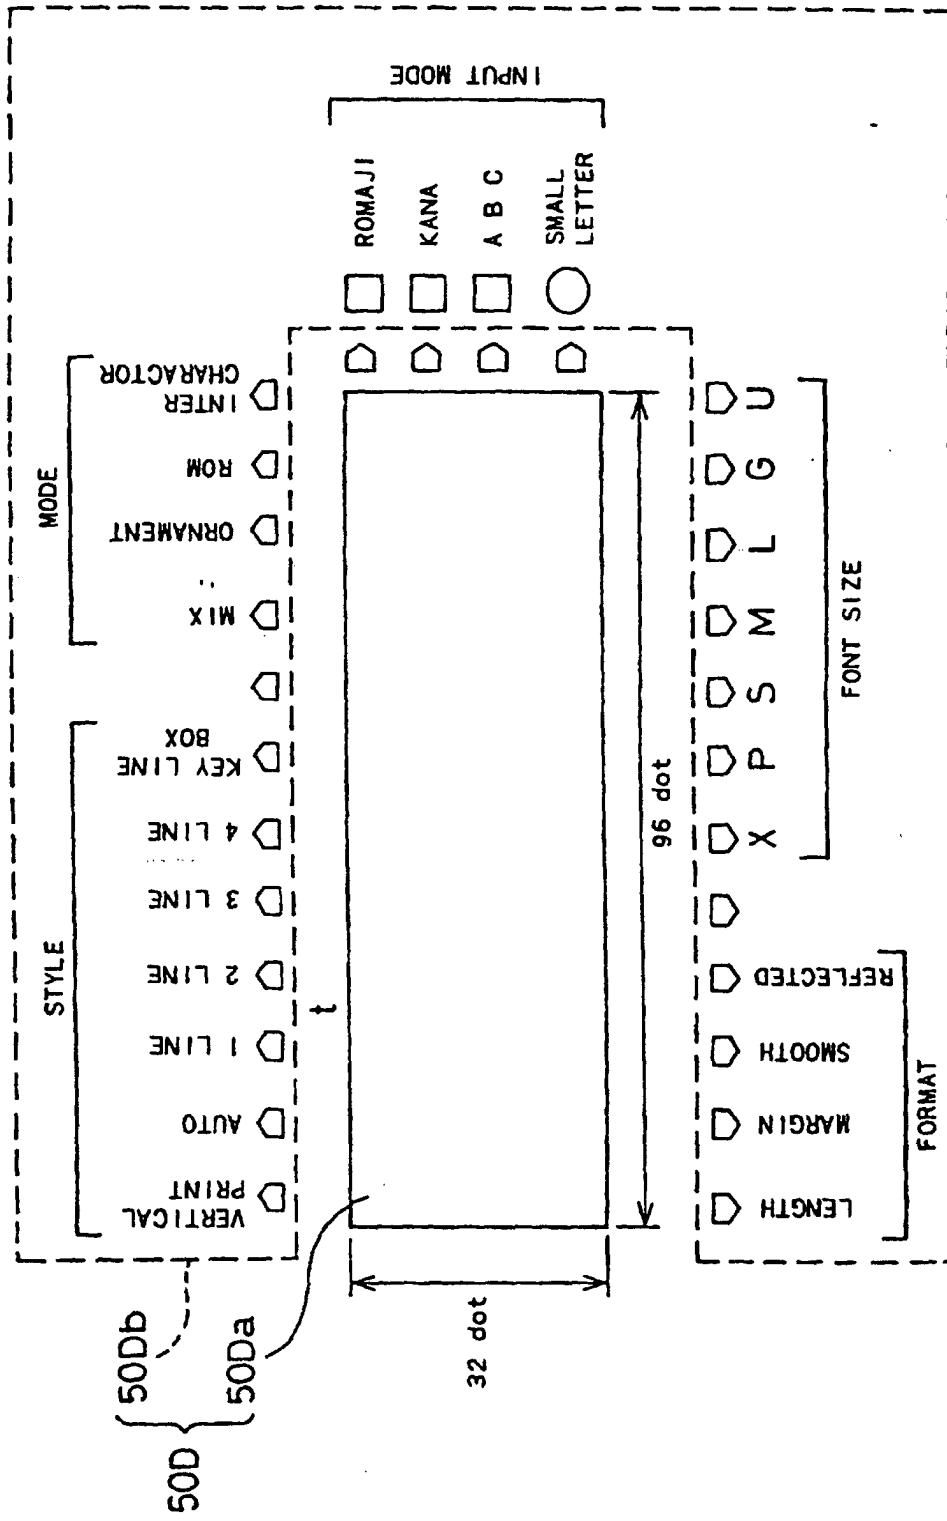 50D
50Db
50Da
STYLE
MODE
VERTICAL
PRINT
AUTO
1 LINE
2 LINE
3 LINE
4 LINE
KEY LINE
BOX
MIX
ORNAMENT
ROM
INTER
CHARACTOR
t
32 dot
96 dot
ROMAJI
KANA
A B C
SMALL
LETTER
INPUT MODE
LENGTH
MARGIN
SMOOTH
REFLECTED
X
P
S
M
L
G
U
FORMAT
FONT SIZE